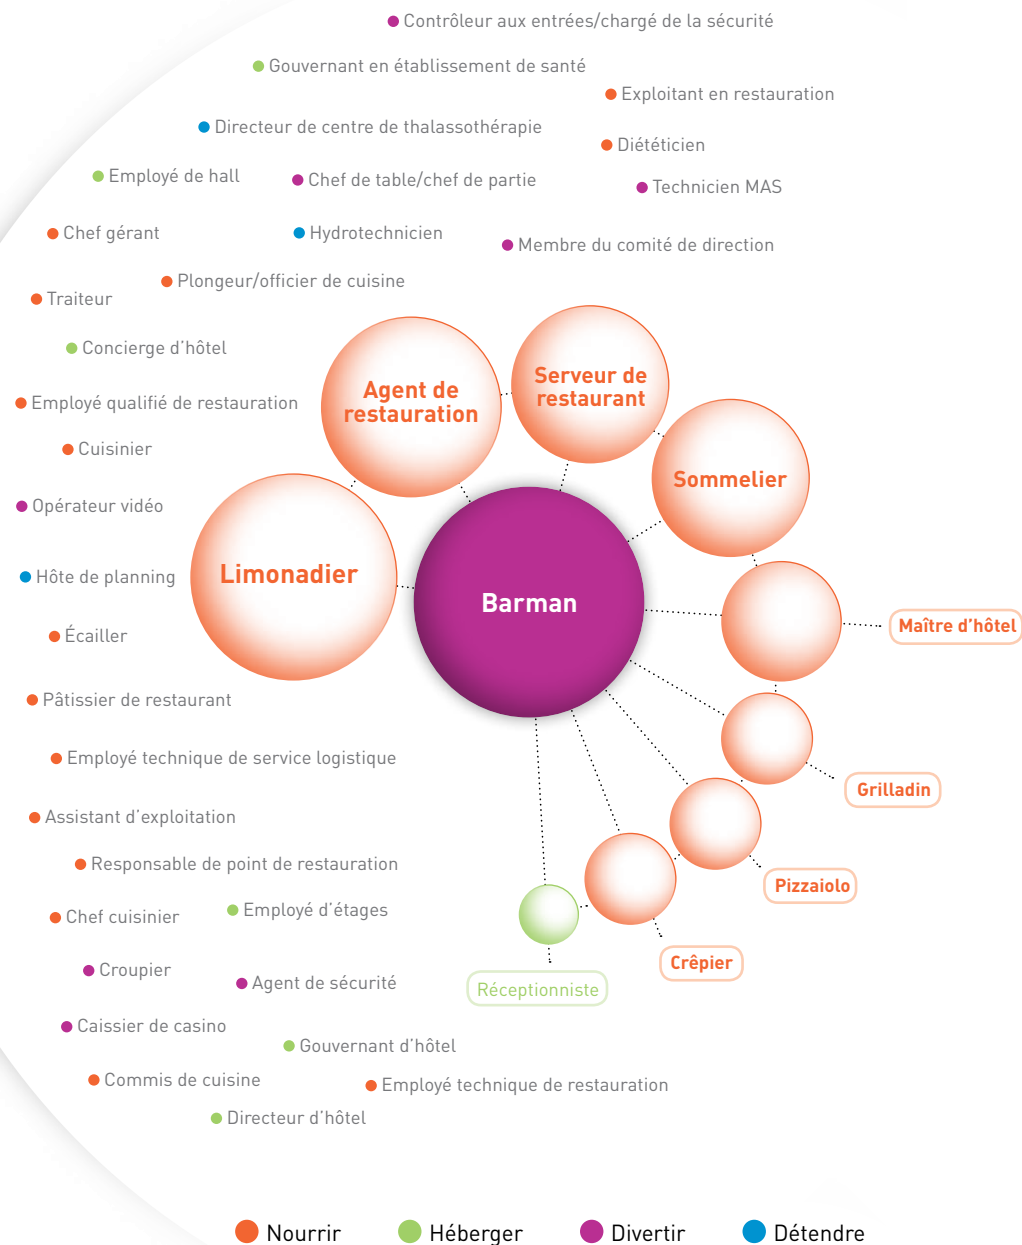 Contrôleur aux entrées/chargé de la sécurité
Gouvernant en établissement de santé
Exploitant en restauration
Directeur de centre de thalassothérapie
Diététicien
Employé de hall
Chef de table/chef de partie
Technicien MAS
Chef gérant
Hydrotechnicien
Membre du comité de direction
Plongeur/officier de cuisine
Traiteur
Concierge d'hôtel
Agent de
restauration
Serveur de
restaurant
Employé qualifié de restauration
Cuisinier
Sommelier
Opérateur vidéo
Limonadier
Hôte de planning
Barman
Écailler
Maître d'hôtel
Pâtissier de restaurant
Employé technique de service logistique
Grilladin
Assistant d'exploitation
Responsable de point de restauration
Pizzaiolo
Chef cuisinier
Employé d'étages
Crêpier
Croupier
Agent de sécurité
Réceptionniste
Caissier de casino
Gouvernant d'hôtel
Commis de cuisine
Employé technique de restauration
Directeur d'hôtel
Nourrir
Héberger
Divertir
Détendre